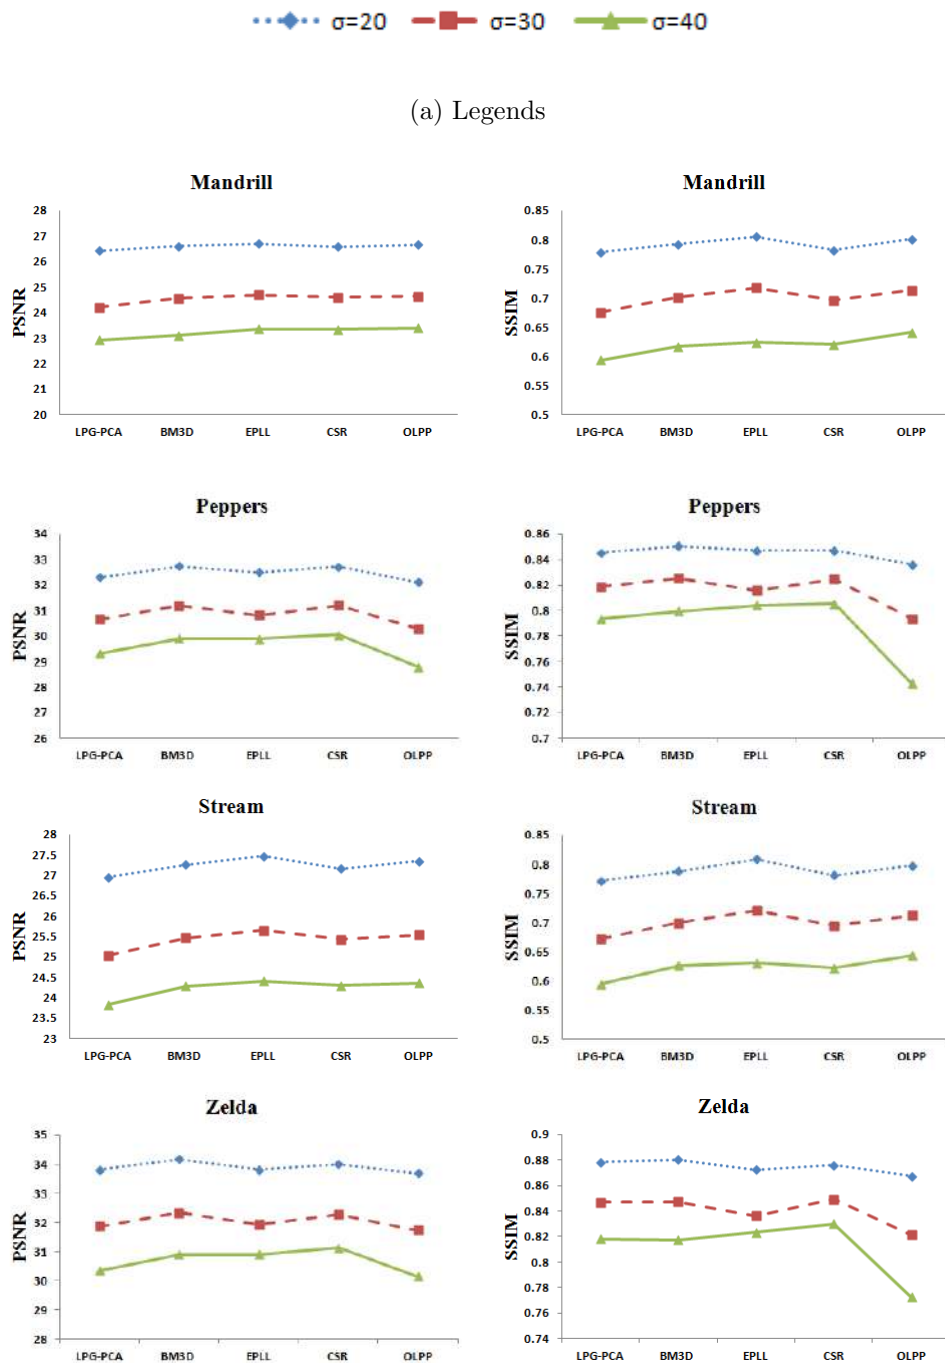 σ=20 σ=30 σ=40
(a) Legends
Mandrill
PSNR
28
27
26
25
24
23
22
21
20
LPG-PCA BM3D EPLL CSR OLPP
Mandrill
SSIM
0.85
0.8
0.75
0.7
0.65
0.6
0.55
0.5
LPG-PCA BM3D EPLL CSR OLPP
Peppers
PSNR
34
33
32
31
30
29
28
27
26
LPG-PCA BM3D EPLL CSR OLPP
Peppers
SSIM
0.86
0.84
0.82
0.8
0.78
0.76
0.74
0.72
0.7
LPG-PCA BM3D EPLL CSR OLPP
Stream
PSNR
28
27.5
27
26.5
26
25.5
25
24.5
24
23.5
23
LPG-PCA BM3D EPLL CSR OLPP
Stream
SSIM
0.85
0.8
0.75
0.7
0.65
0.6
0.55
0.5
LPG-PCA BM3D EPLL CSR OLPP
Zelda
PSNR
35
34
33
32
31
30
29
28
LPG-PCA BM3D EPLL CSR OLPP
Zelda
SSIM
0.9
0.88
0.86
0.84
0.82
0.8
0.78
0.76
0.74
LPG-PCA BM3D EPLL CSR OLPP